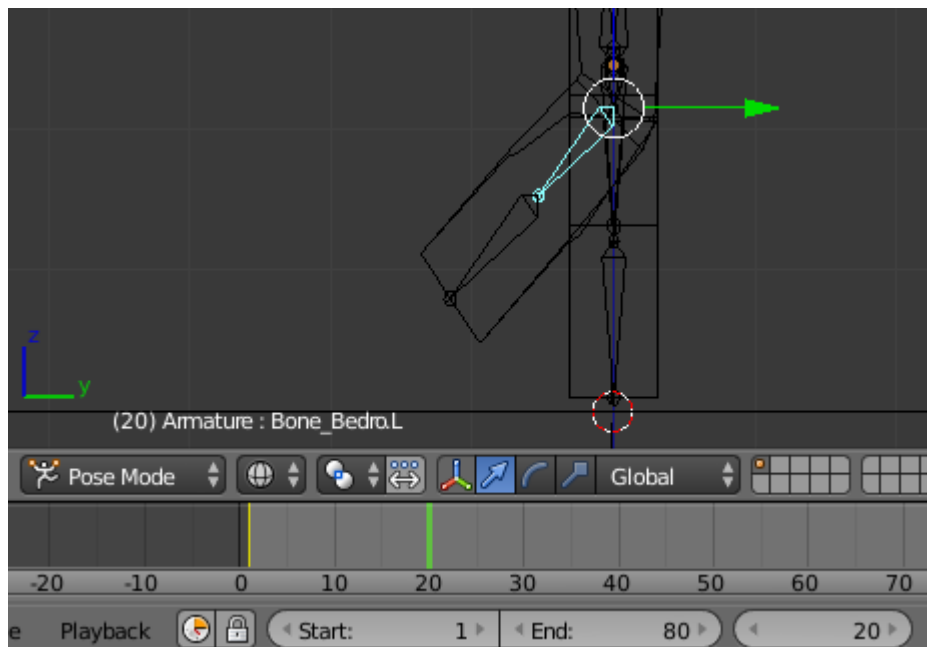 z
y
(20) Armature : Bone_Bedro.L
Pose Mode Global
-20 -10 0 10 20 30 40 50 60 70
e Playback Start: 1 End: 80 20